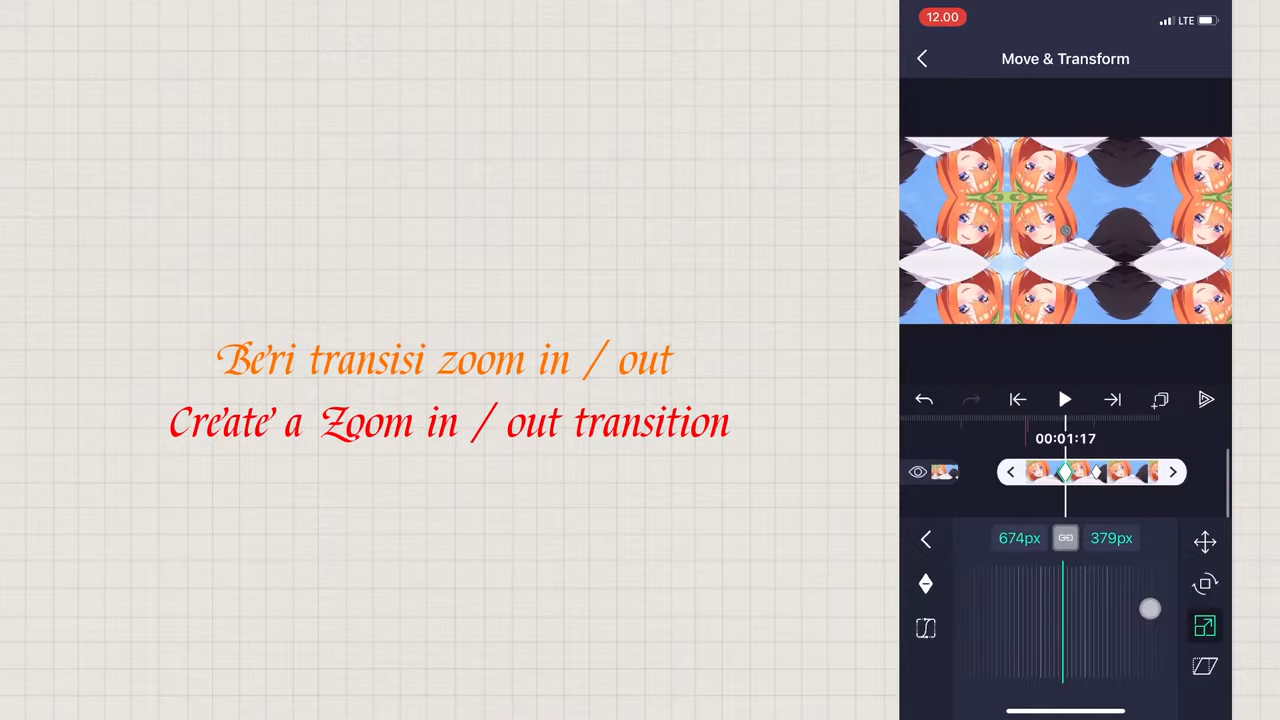 Beri transisi zoom in / out
Create a Zoom in / out transition
12.00
LTE
Move & Transform
00:01:17
674px
379px